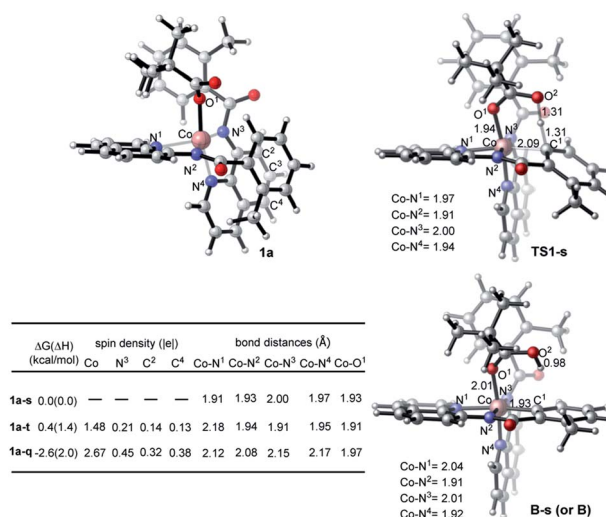 O¹
N¹
Co
N³
C²
N²
C³
N⁴
C⁴
1a
O²
O¹
1.31
1.94
N³
1.31
N¹
Co
2.09
C¹
N²
N⁴
Co-N¹= 1.97
Co-N²= 1.91
Co-N³= 2.00
Co-N⁴= 1.94
TS1-s
ΔG(ΔH) spin density (|e|) bond distances (Å)
(kcal/mol) Co N³ C² C⁴ Co-N¹ Co-N² Co-N³ Co-N⁴ Co-O¹
1a-s 0.0(0.0) — — — — 1.91 1.93 2.00 1.97 1.93
1a-t 0.4(1.4) 1.48 0.21 0.14 0.13 2.18 1.94 1.91 1.95 1.91
1a-q -2.6(2.0) 2.67 0.45 0.32 0.38 2.12 2.08 2.15 2.17 1.97
O²
O¹
0.98
2.01
N³
N¹
Co
1.93
C¹
N²
N⁴
Co-N¹= 2.04
Co-N²= 1.91
Co-N³= 2.01
Co-N⁴= 1.92
B-s (or B)